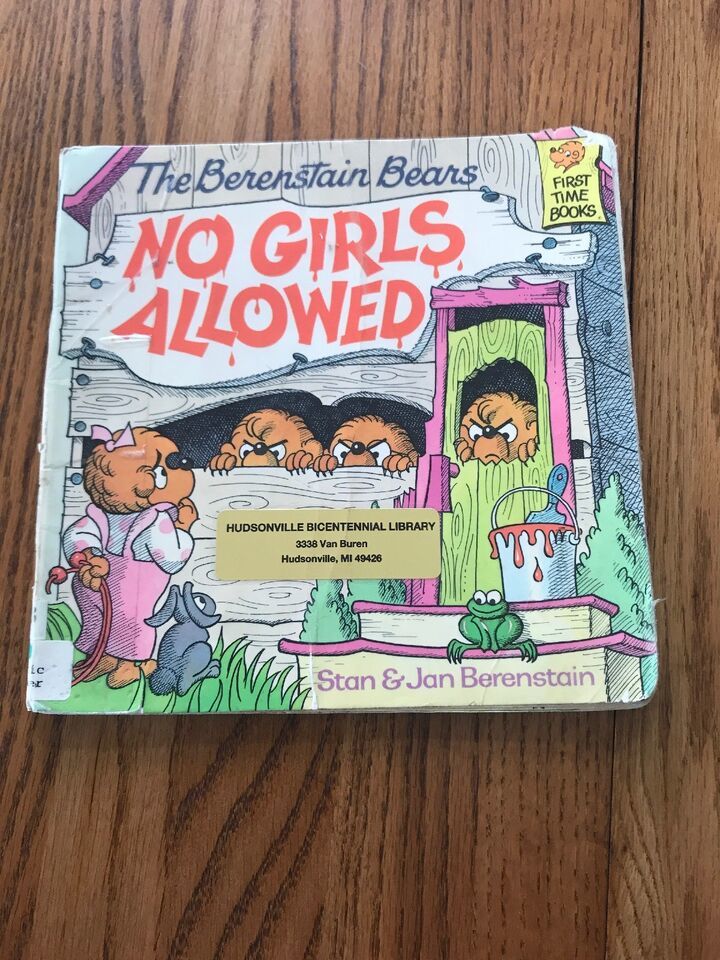 The Berenstain Bears
NO GIRLS
ALLOWED
FIRST
TIME
BOOKS
HUDSONVILLE BICENTENNIAL LIBRARY
3338 Van Buren
Hudsonville, MI 49426
Stan & Jan Berenstain